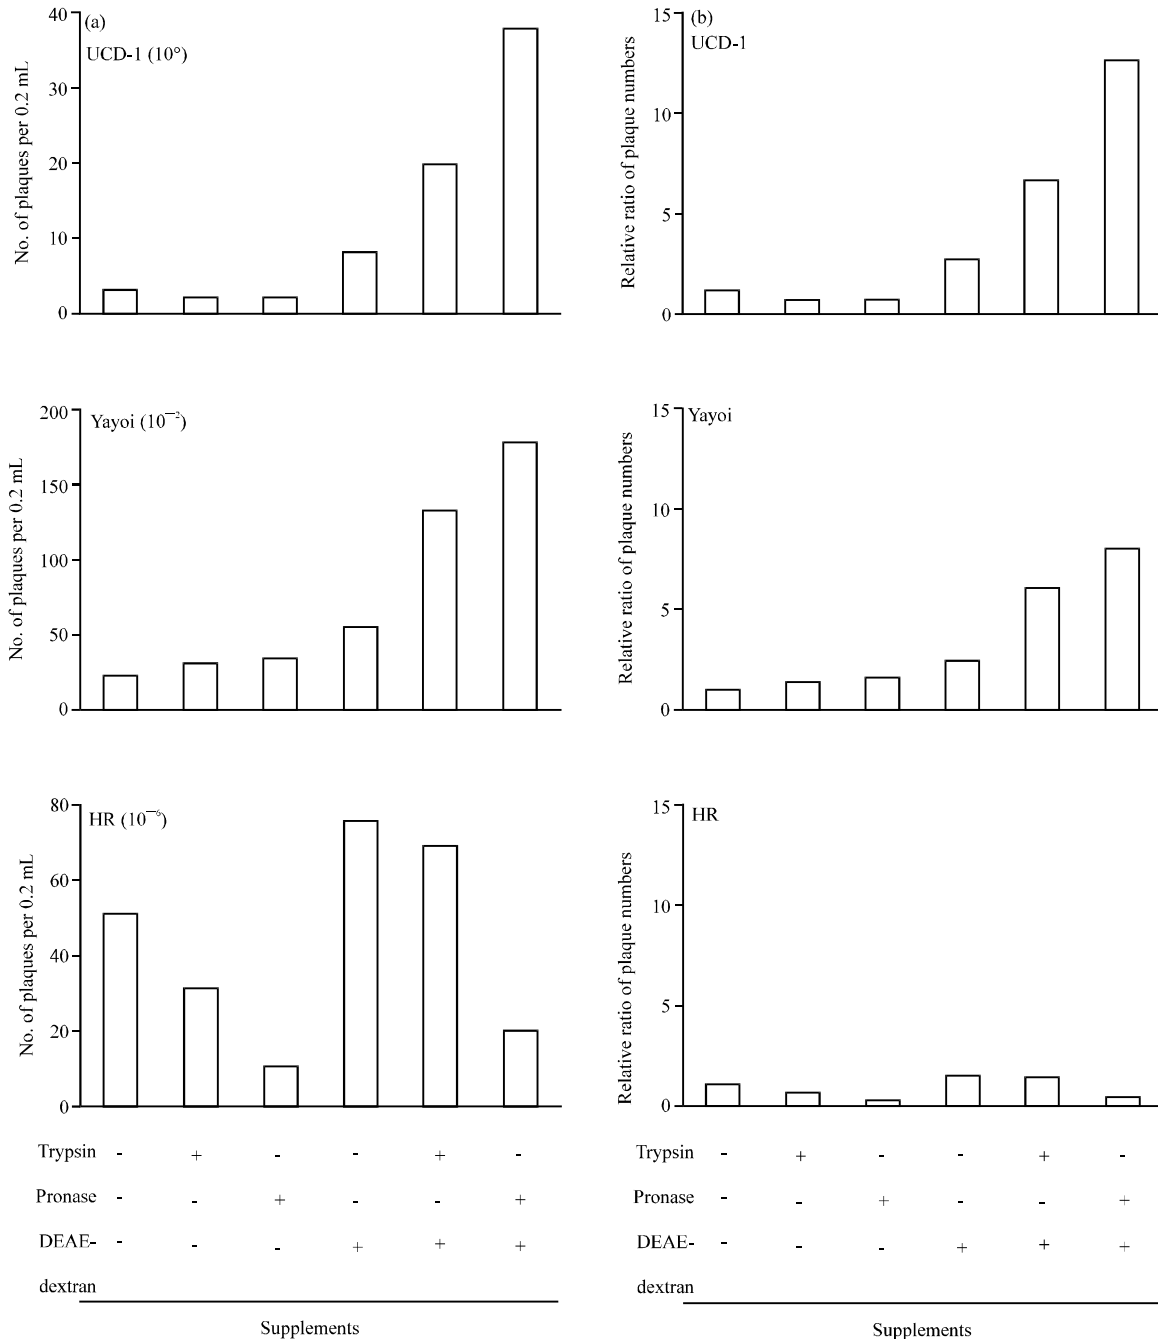 (a)
UCD-1 (10°)
No. of plaques per 0.2 mL
40
30
20
10
0
(b)
UCD-1
Relative ratio of plaque numbers
15
10
5
0
Yayoi (10⁻²)
No. of plaques per 0.2 mL
200
150
100
50
0
Yayoi
Relative ratio of plaque numbers
15
10
5
0
HR (10⁻⁶)
No. of plaques per 0.2 mL
80
60
40
20
0
HR
Relative ratio of plaque numbers
15
10
5
0
Trypsin - + - - + -
Pronase - - + - - +
DEAE- - - - + + +
dextran
Supplements
Trypsin - + - - + -
Pronase - - + - - +
DEAE- - - - + + +
dextran
Supplements